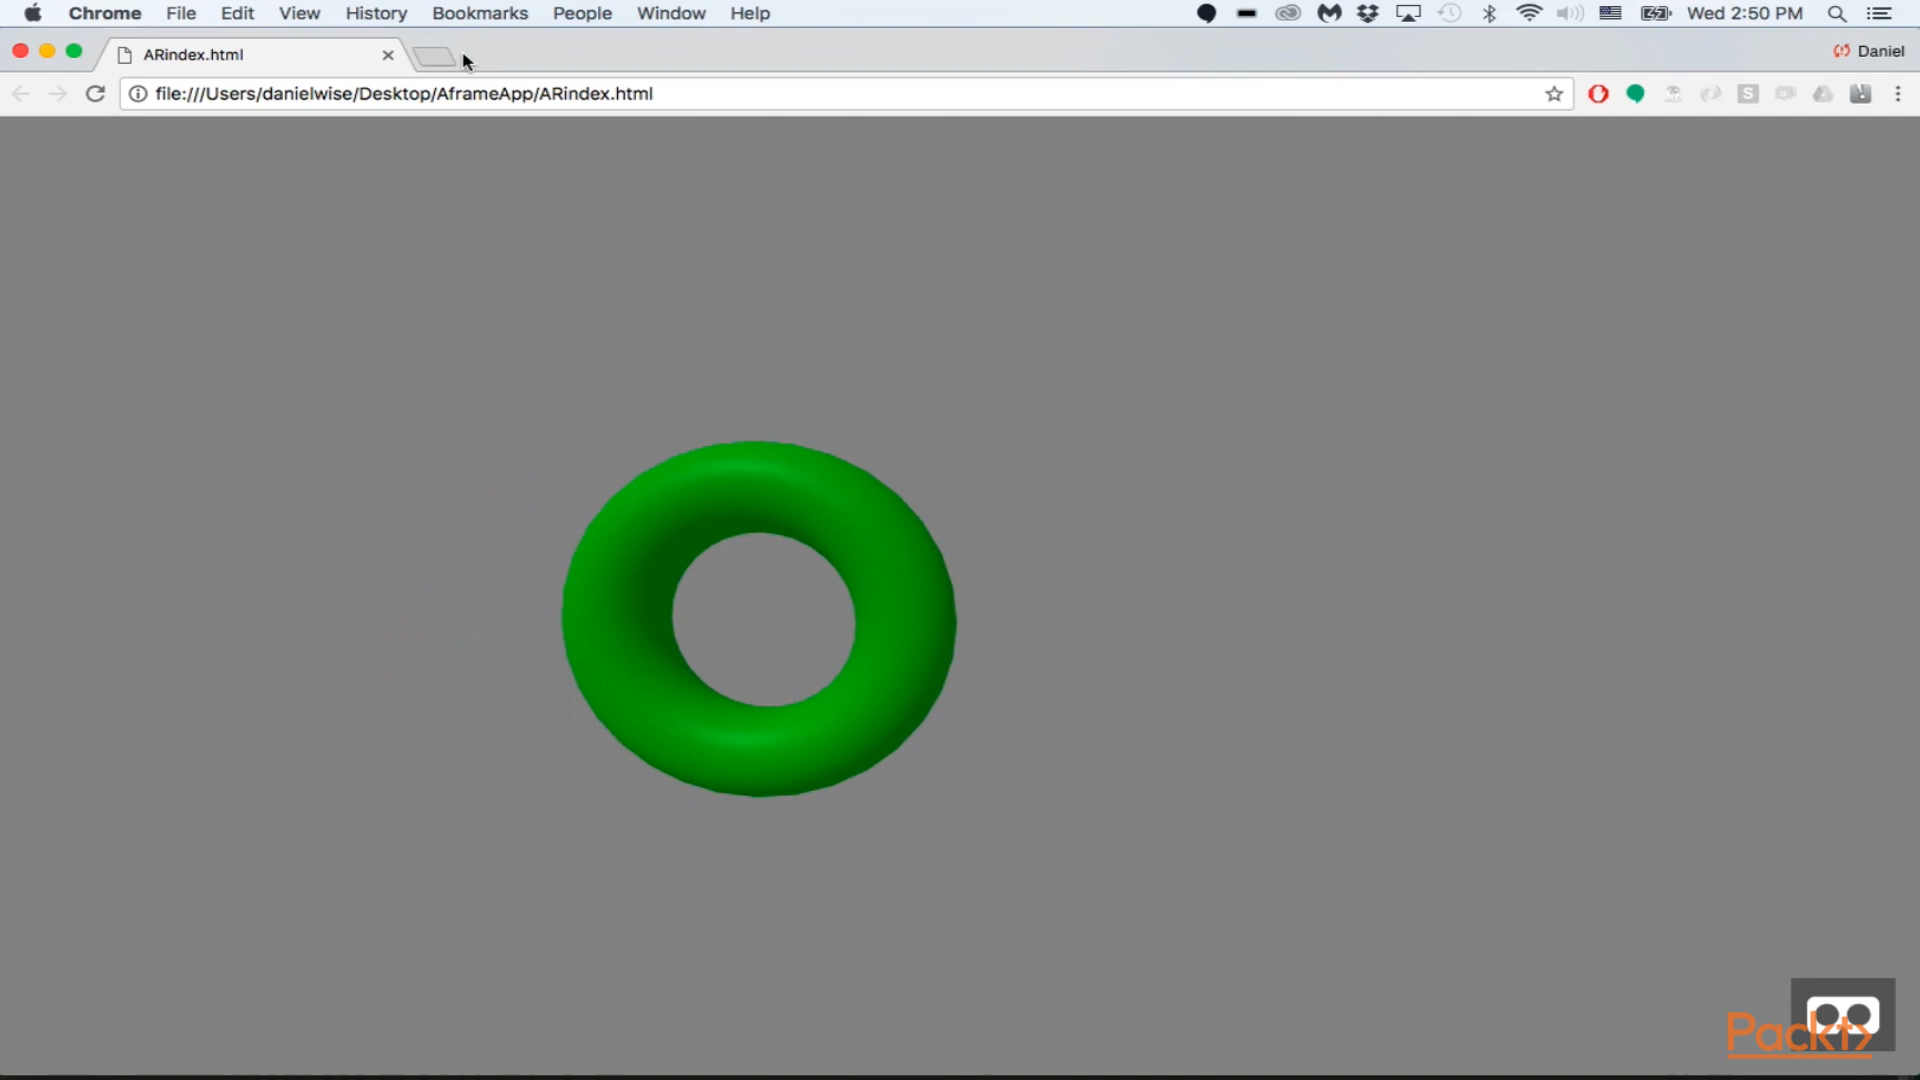 Chrome File Edit View History Bookmarks People Window Help Wed 2:50 PM
ARindex.html Daniel
file:///Users/danielwise/Desktop/AframeApp/ARindex.html S
Packt>